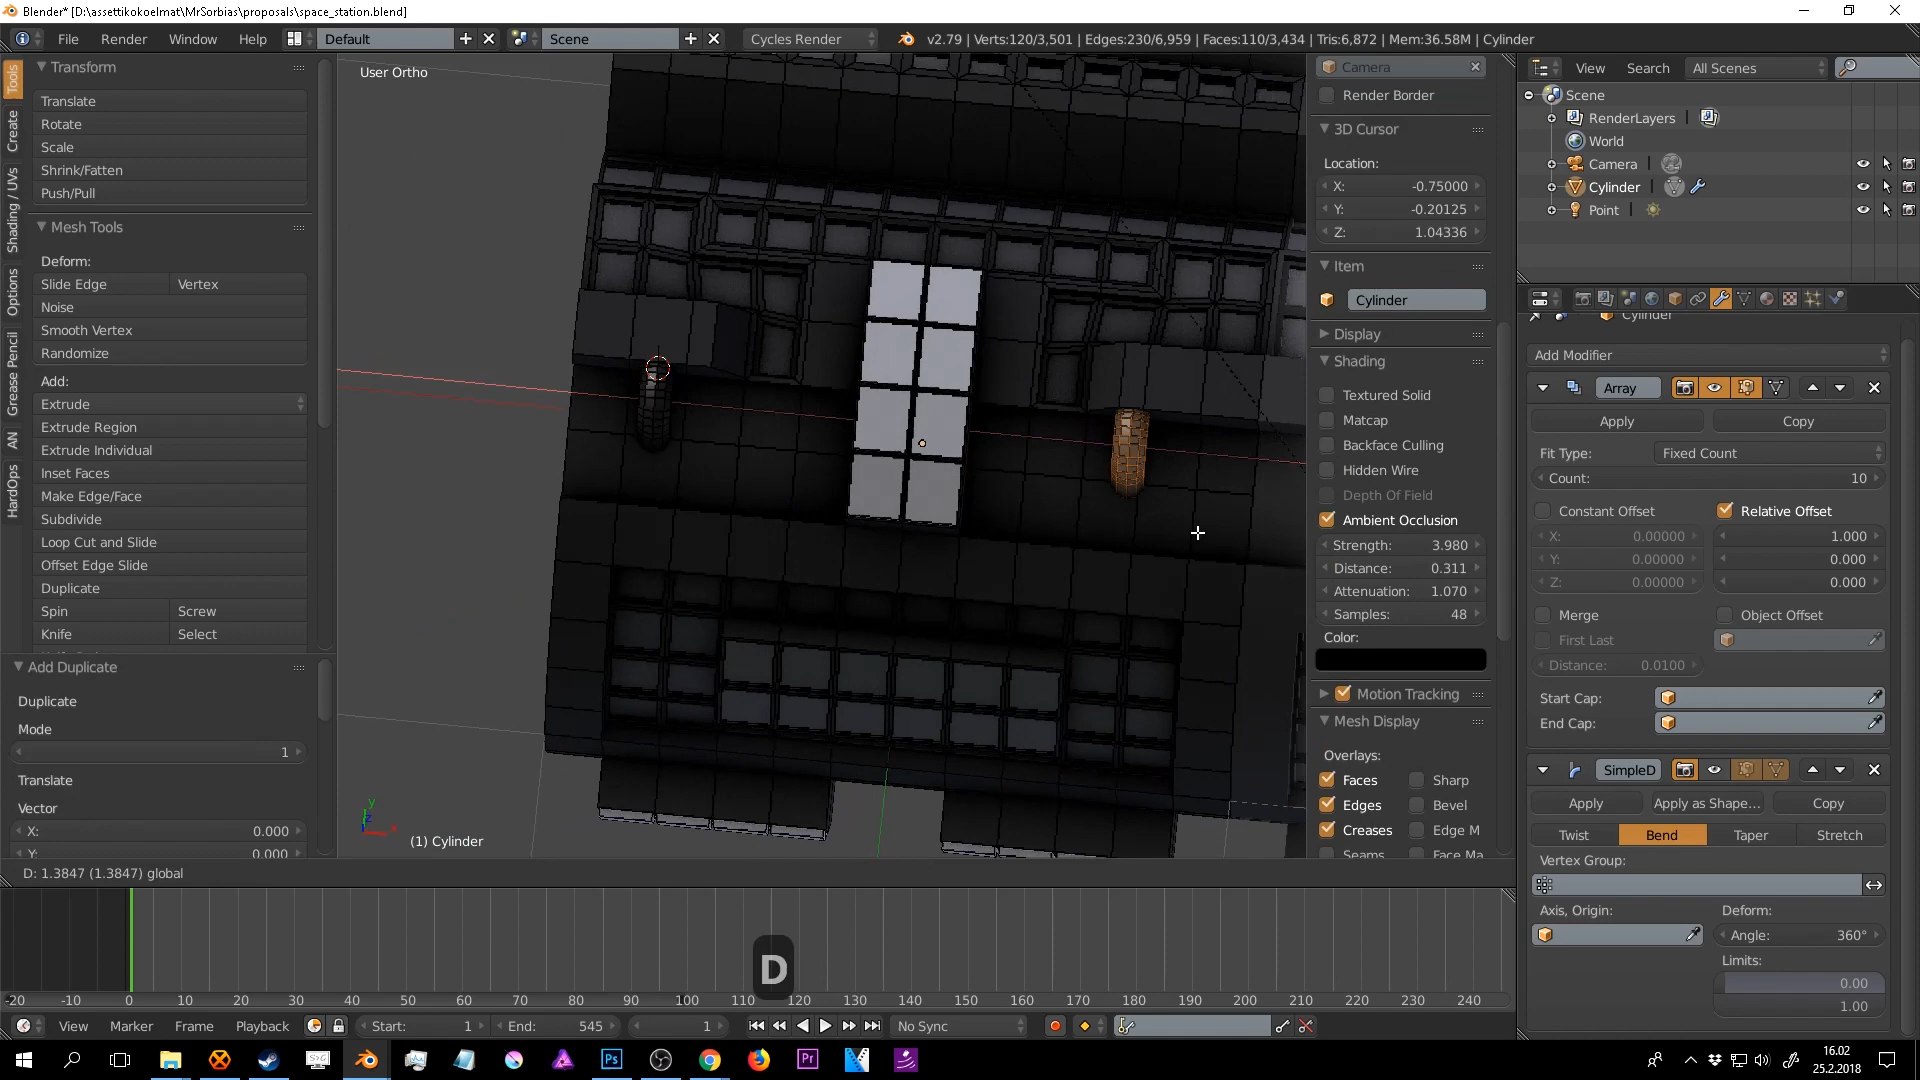 Blender* [D:\assettikokoelmat\MrSorbias\proposals\space_station.blend]
File Render Window Help Default Scene Cycles Render v2.79 | Verts:120/3,501 | Edges:230/6,959 | Faces:110/3,434 | Tris:6,872 | Mem:36.58M | Cylinder
Tools
Create
Shading / UVs
Options
Grease Pencil
AN
HardOps
Transform
Translate
Rotate
Scale
Shrink/Fatten
Push/Pull
Mesh Tools
Deform:
Slide Edge Vertex
Noise
Smooth Vertex
Randomize
Add:
Extrude
Extrude Region
Extrude Individual
Inset Faces
Make Edge/Face
Subdivide
Loop Cut and Slide
Offset Edge Slide
Duplicate
Spin Screw
Knife Select
Add Duplicate
Duplicate
Mode
1
Translate
Vector
X: 0.000
Y: 0.000
User Ortho
y
z
x
(1) Cylinder
D: 1.3847 (1.3847) global
D
Camera
Render Border
3D Cursor
Location:
X: -0.75000
Y: -0.20125
Z: 1.04336
Item
Cylinder
Display
Shading
Textured Solid
Matcap
Backface Culling
Hidden Wire
Depth Of Field
Ambient Occlusion
Strength: 3.980
Distance: 0.311
Attenuation: 1.070
Samples: 48
Color:
Motion Tracking
Mesh Display
Overlays:
Faces Sharp
Edges Bevel
Creases Edge M
Seams Face Ma
View Search All Scenes
Scene
RenderLayers
World
Camera
Cylinder
Point
Cylinder
Add Modifier
Array
Apply Copy
Fit Type: Fixed Count
Count: 10
Constant Offset Relative Offset
X: 0.00000 1.000
Y: 0.00000 0.000
Z: 0.00000 0.000
Merge Object Offset
First Last
Distance: 0.0100
Start Cap:
End Cap:
SimpleD
Apply Apply as Shape... Copy
Twist Bend Taper Stretch
Vertex Group:
Axis, Origin: Deform:
Angle: 360°
Limits:
0.00
1.00
-20 -10 0 10 20 30 40 50 60 70 80 90 100 110 120 130 140 150 160 170 180 190 200 210 220 230 240
View Marker Frame Playback Start: 1 End: 545 1 No Sync
Ps
Pr
16.02
25.2.2018